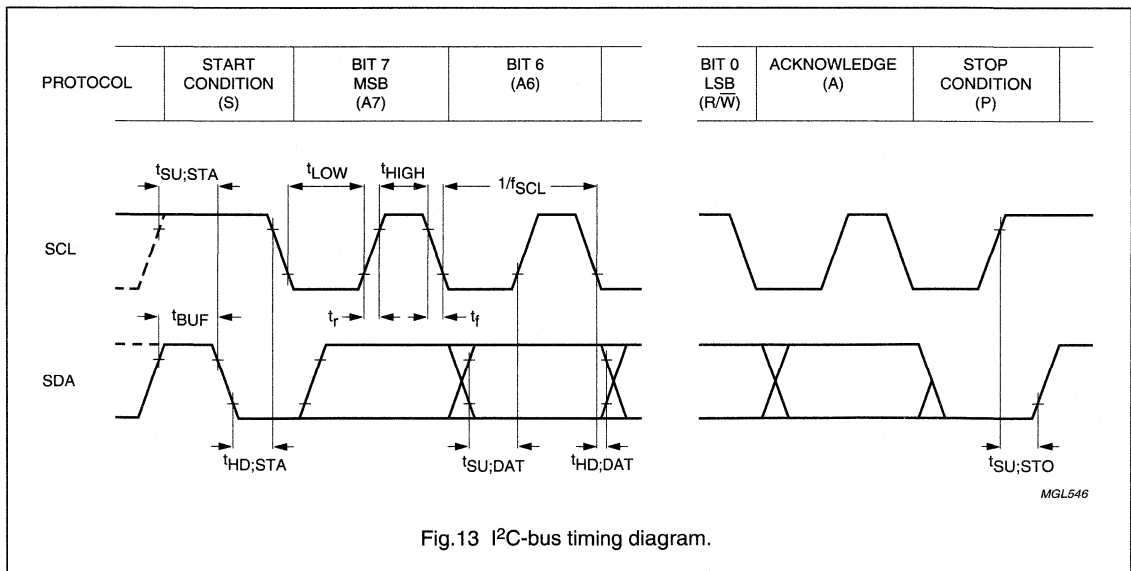 PROTOCOL
START
CONDITION
(S)
BIT 7
MSB
(A7)
BIT 6
(A6)
BIT 0
LSB
(R/W̅)
ACKNOWLEDGE
(A)
STOP
CONDITION
(P)
tSU;STA
tLOW
tHIGH
1/fSCL
SCL
tBUF
tr
tf
SDA
tHD;STA
tSU;DAT
tHD;DAT
tSU;STO
MGL546
Fig.13 I²C-bus timing diagram.